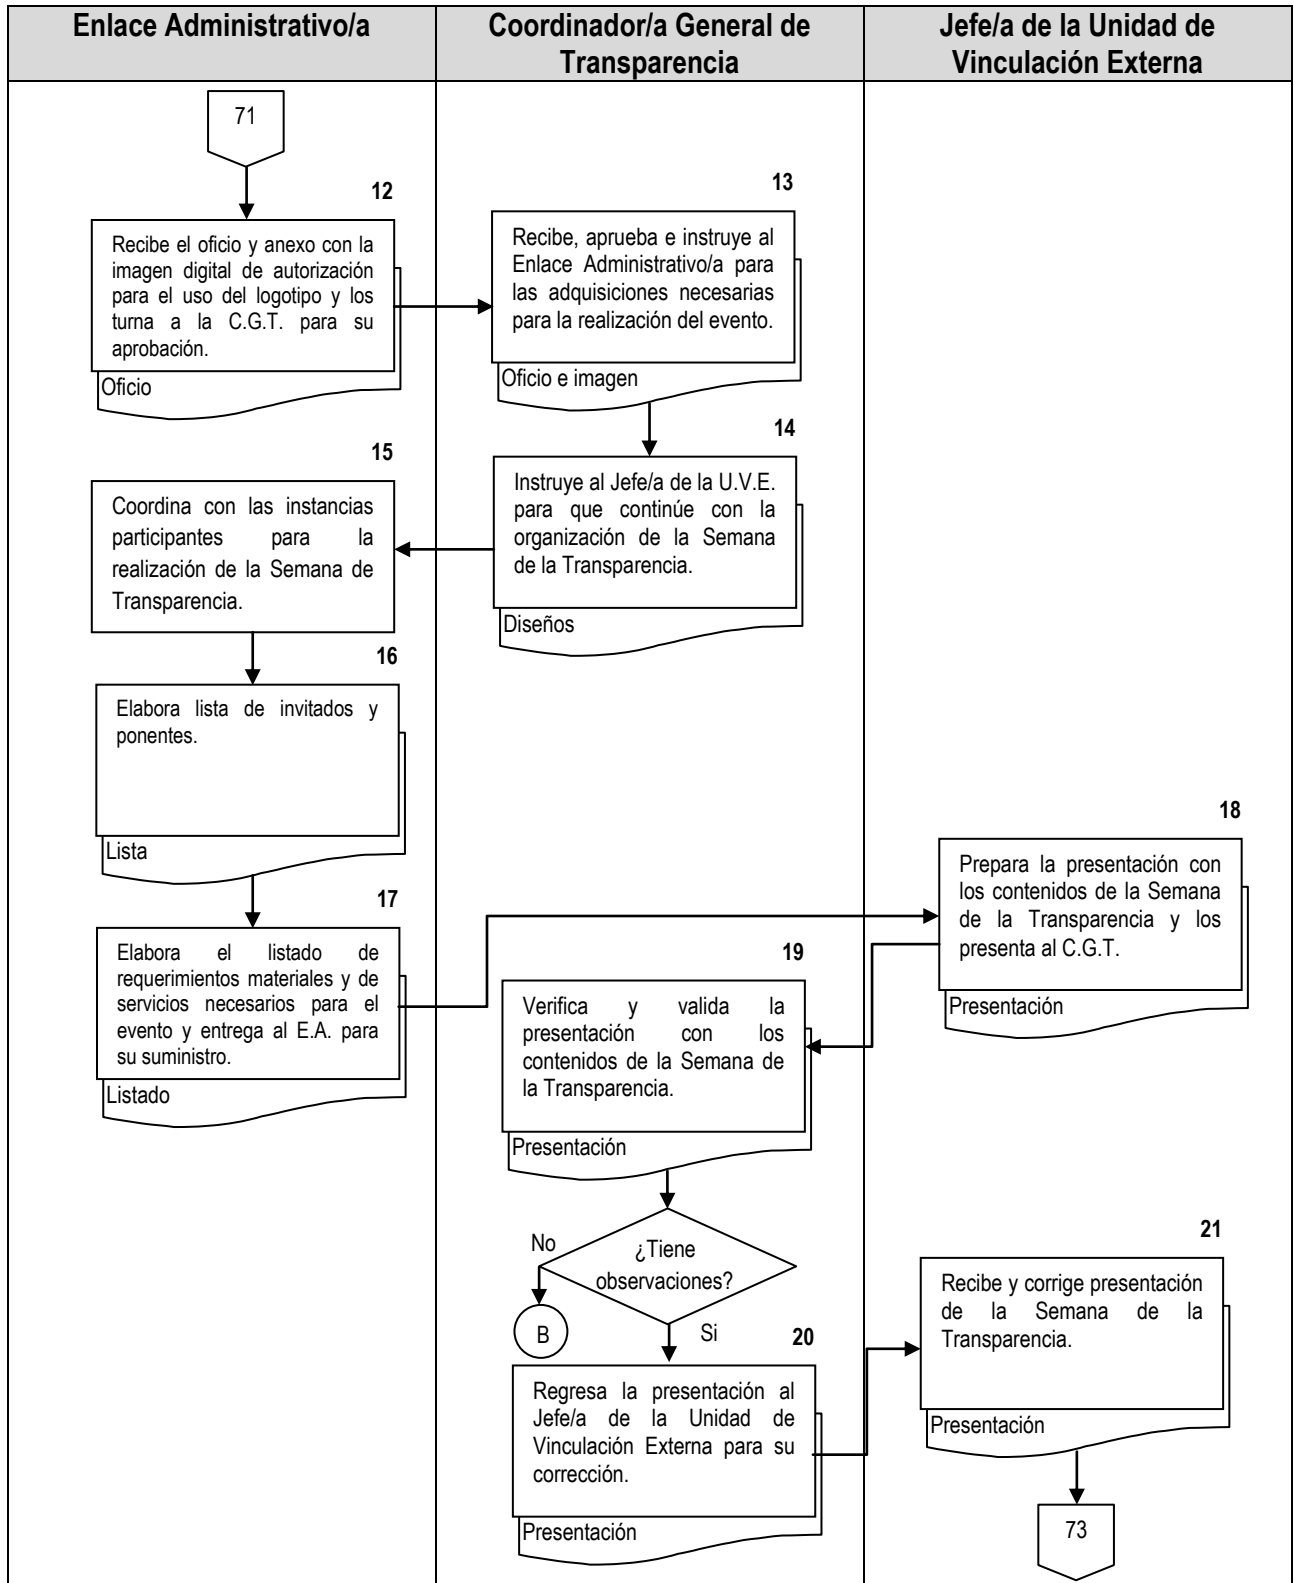 Enlace Administrativo/a
Coordinador/a General de
Transparencia
Jefe/a de la Unidad de
Vinculación Externa
71
12
Recibe el oficio y anexo con la
imagen digital de autorización
para el uso del logotipo y los
turna a la C.G.T. para su
aprobación.
Oficio
13
Recibe, aprueba e instruye al
Enlace Administrativo/a para
las adquisiciones necesarias
para la realización del evento.
Oficio e imagen
14
Instruye al Jefe/a de la U.V.E.
para que continúe con la
organización de la Semana
de la Transparencia.
Diseños
15
Coordina con las instancias
participantes para la
realización de la Semana de
Transparencia.
16
Elabora lista de invitados y
ponentes.
Lista
17
Elabora el listado de
requerimientos materiales y de
servicios necesarios para el
evento y entrega al E.A. para
su suministro.
Listado
18
Prepara la presentación con
los contenidos de la Semana
de la Transparencia y los
presenta al C.G.T.
Presentación
19
Verifica y valida la
presentación con los
contenidos de la Semana de
la Transparencia.
Presentación
¿Tiene
observaciones?
No
B
Si
20
Regresa la presentación al
Jefe/a de la Unidad de
Vinculación Externa para su
corrección.
Presentación
21
Recibe y corrige presentación
de la Semana de la
Transparencia.
Presentación
73